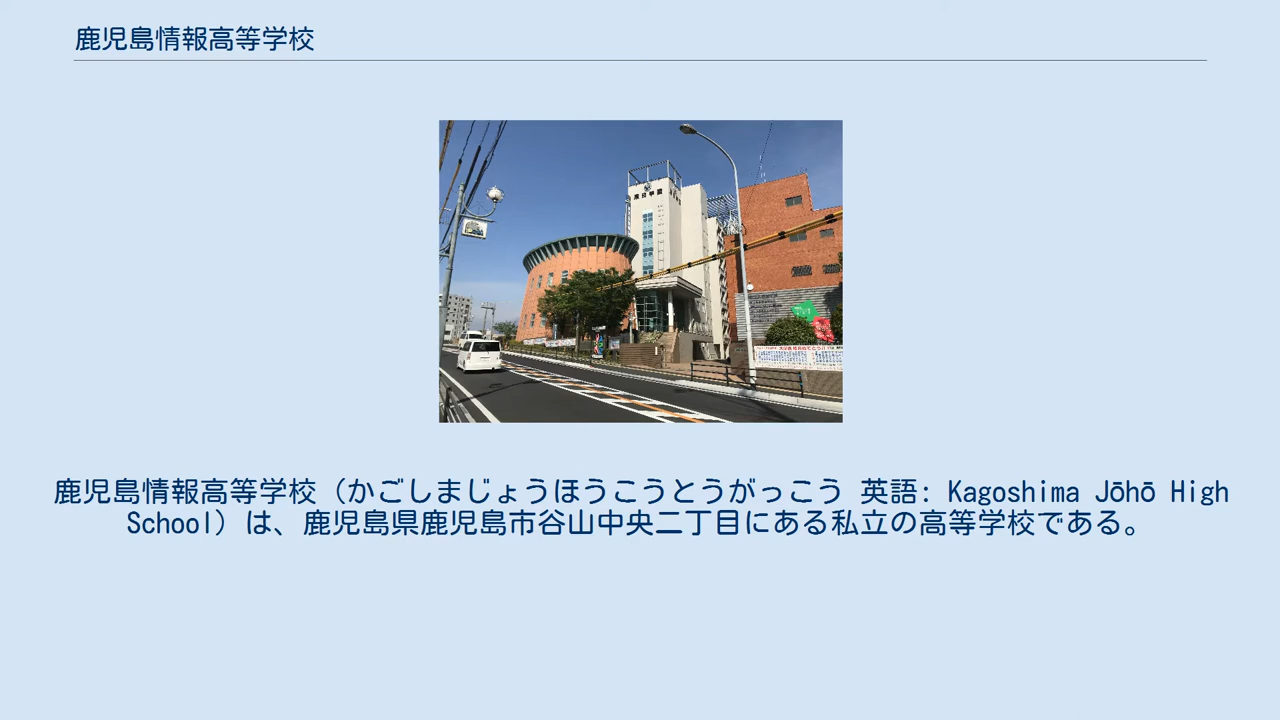 鹿児島情報高等学校
鹿児島情報高等学校（かごしまじょうほうこうとうがっこう 英語: Kagoshima Jōhō High
School）は、鹿児島県鹿児島市谷山中央二丁目にある私立の高等学校である。